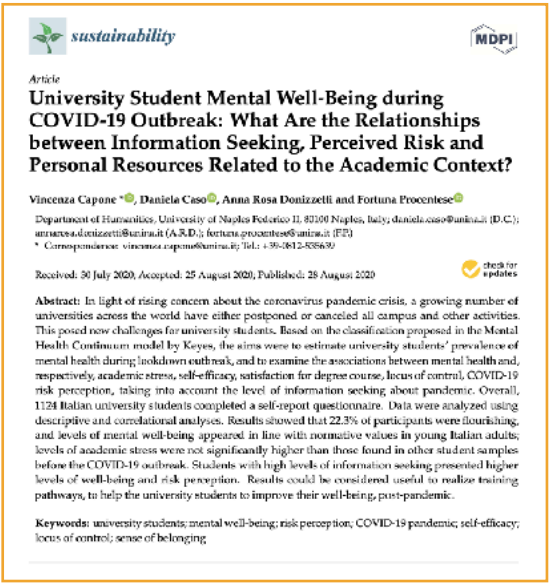 sustainability
MDPI
Article
University Student Mental Well-Being during
COVID-19 Outbreak: What Are the Relationships
between Information Seeking, Perceived Risk and
Personal Resources Related to the Academic Context?
Vincenza Capone *, Daniela Caso, Anna Rosa Donizzetti and Fortuna Procentese
Department of Humanities, University of Naples Federico II, 80100 Naples, Italy; daniela.caso@unina.it (D.C.);
annarosa.donizzetti@unina.it (A.R.D.); fortuna.procentese@unina.it (F.P.)
* Correspondence: vincenza.capone@unina.it; Tel.: +39-0812-535639
Received: 30 July 2020; Accepted: 25 August 2020; Published: 28 August 2020
check for
updates
Abstract: In light of rising concern about the coronavirus pandemic crisis, a growing number of
universities across the world have either postponed or canceled all campus and other activities.
This posed new challenges for university students. Based on the classification proposed in the Mental
Health Continuum model by Keyes, the aims were to estimate university students' prevalence of
mental health during lockdown outbreak, and to examine the associations between mental health and,
respectively, academic stress, self-efficacy, satisfaction for degree course, locus of control, COVID-19
risk perception, taking into account the level of information seeking about pandemic. Overall,
1124 Italian university students completed a self-report questionnaire. Data were analyzed using
descriptive and correlational analyses. Results showed that 22.3% of participants were flourishing,
and levels of mental well-being appeared in line with normative values in young Italian adults;
levels of academic stress were not significantly higher than those found in other student samples
before the COVID-19 outbreak. Students with high levels of information seeking presented higher
levels of well-being and risk perception. Results could be considered useful to realize training
pathways, to help the university students to improve their well-being, post-pandemic.
Keywords: university students; mental well-being; risk perception; COVID-19 pandemic; self-efficacy;
locus of control; sense of belonging